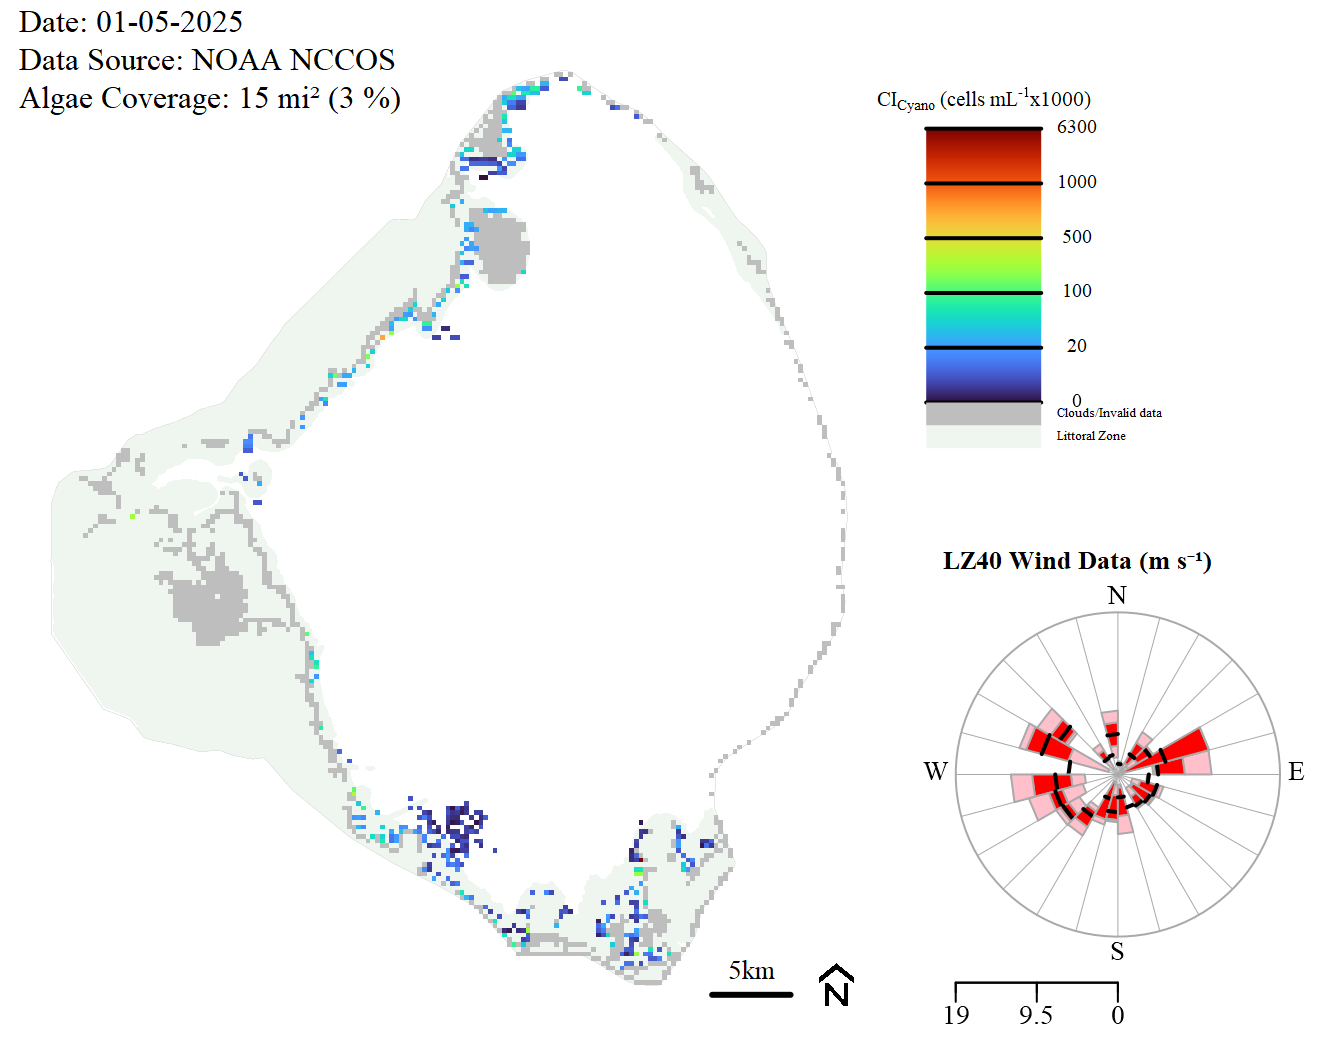 Date: 01-05-2025
Data Source: NOAA NCCOS
Algae Coverage: 15 mi² (3 %)
CICyano (cells mL⁻¹x1000)
6300
1000
500
100
20
0
Clouds/Invalid data
Littoral Zone
LZ40 Wind Data (m s⁻¹)
N
W
E
S
5km
N
19 9.5 0